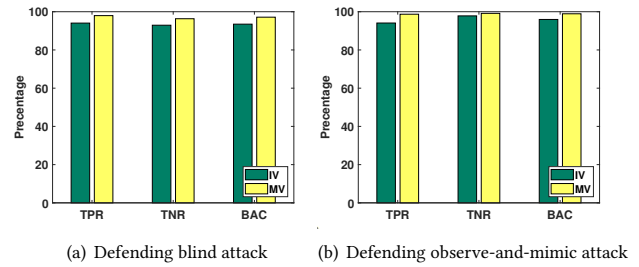 100
80
60
40
20
0
Precentage
TPR TNR BAC
IV
MV
(a) Defending blind attack
100
80
60
40
20
0
Precentage
TPR TNR BAC
IV
MV
(b) Defending observe-and-mimic attack